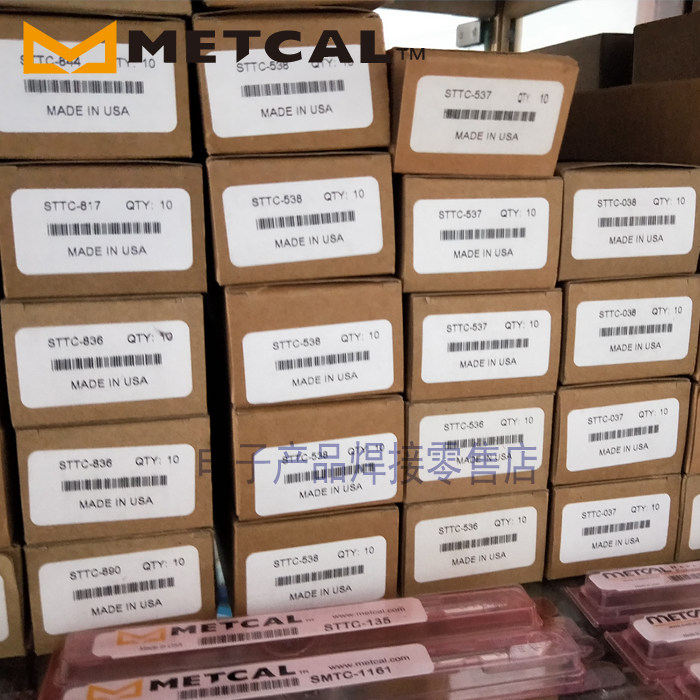 METCAL™
STTC-844 QTY: 10
MADE IN USA
STTC-538 QTY: 10
MADE IN USA
STTC-537 QTY: 10
MADE IN USA
STTC-817 QTY: 10
MADE IN USA
STTC-538 QTY: 10
MADE IN USA
STTC-537 QTY: 10
MADE IN USA
STTC-038 QTY: 10
MADE IN USA
STTC-836 QTY: 10
MADE IN USA
STTC-538 QTY: 10
MADE IN USA
STTC-537 QTY: 10
MADE IN USA
STTC-038 QTY: 10
MADE IN USA
STTC-836 QTY: 10
MADE IN USA
STTC-538 QTY: 10
MADE IN USA
STTC-536 QTY: 10
MADE IN USA
STTC-037 QTY: 10
MADE IN USA
电子产品焊接零售店
STTC-890 QTY: 10
MADE IN USA
STTC-538 QTY: 10
MADE IN USA
STTC-536 QTY: 10
MADE IN USA
STTC-037 QTY: 10
MADE IN USA
METCAL™ www.metcal.com
Made in USA STTC-135
METCAL www.metcal.com
SMTC-1161
METCAL
METCAL